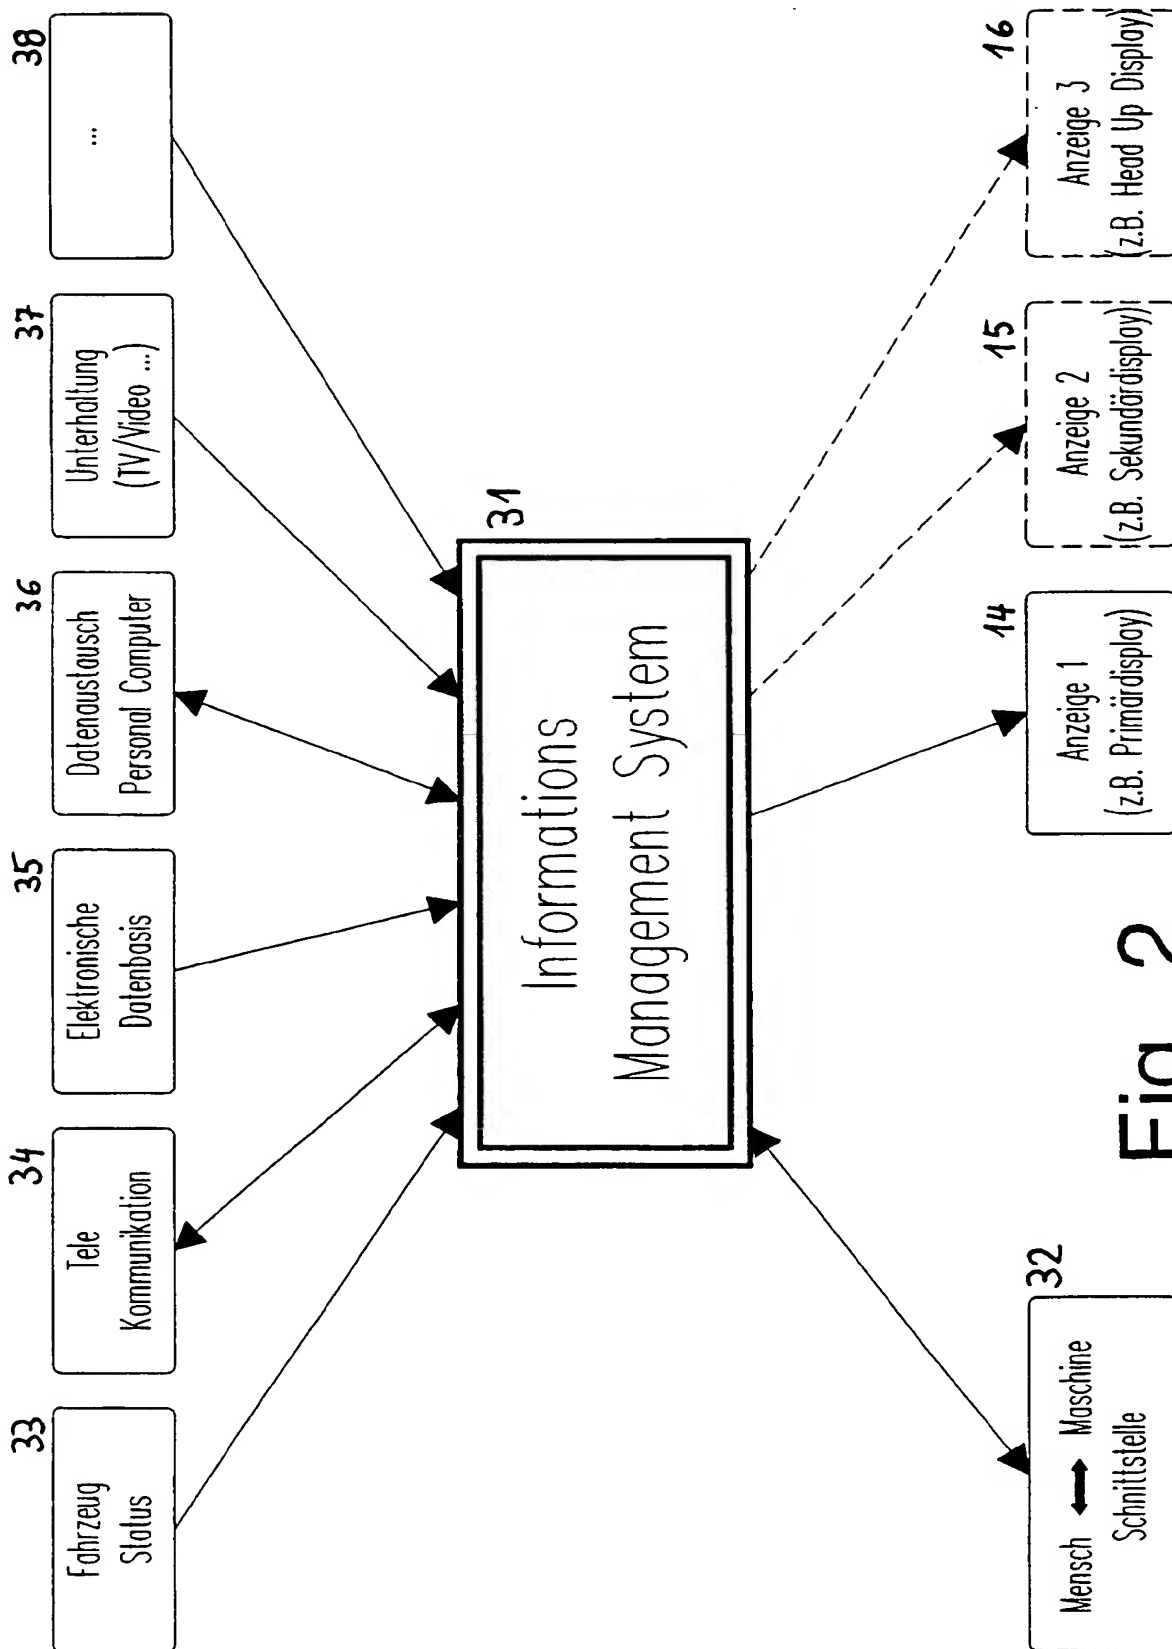 33
Fahrzeug
Status
34
Tele
Kommunikation
35
Elektronische
Datenbasis
36
Datenaustausch
Personal Computer
37
Unterhaltung
(TV/Video ...)
38
...
31
Informations
Management System
32
Mensch ⟷ Maschine
Schnittstelle
14
Anzeige 1
(z.B. Primärdisplay)
15
Anzeige 2
(z.B. Sekundärdisplay)
16
Anzeige 3
(z.B. Head Up Display)
Fig. 2